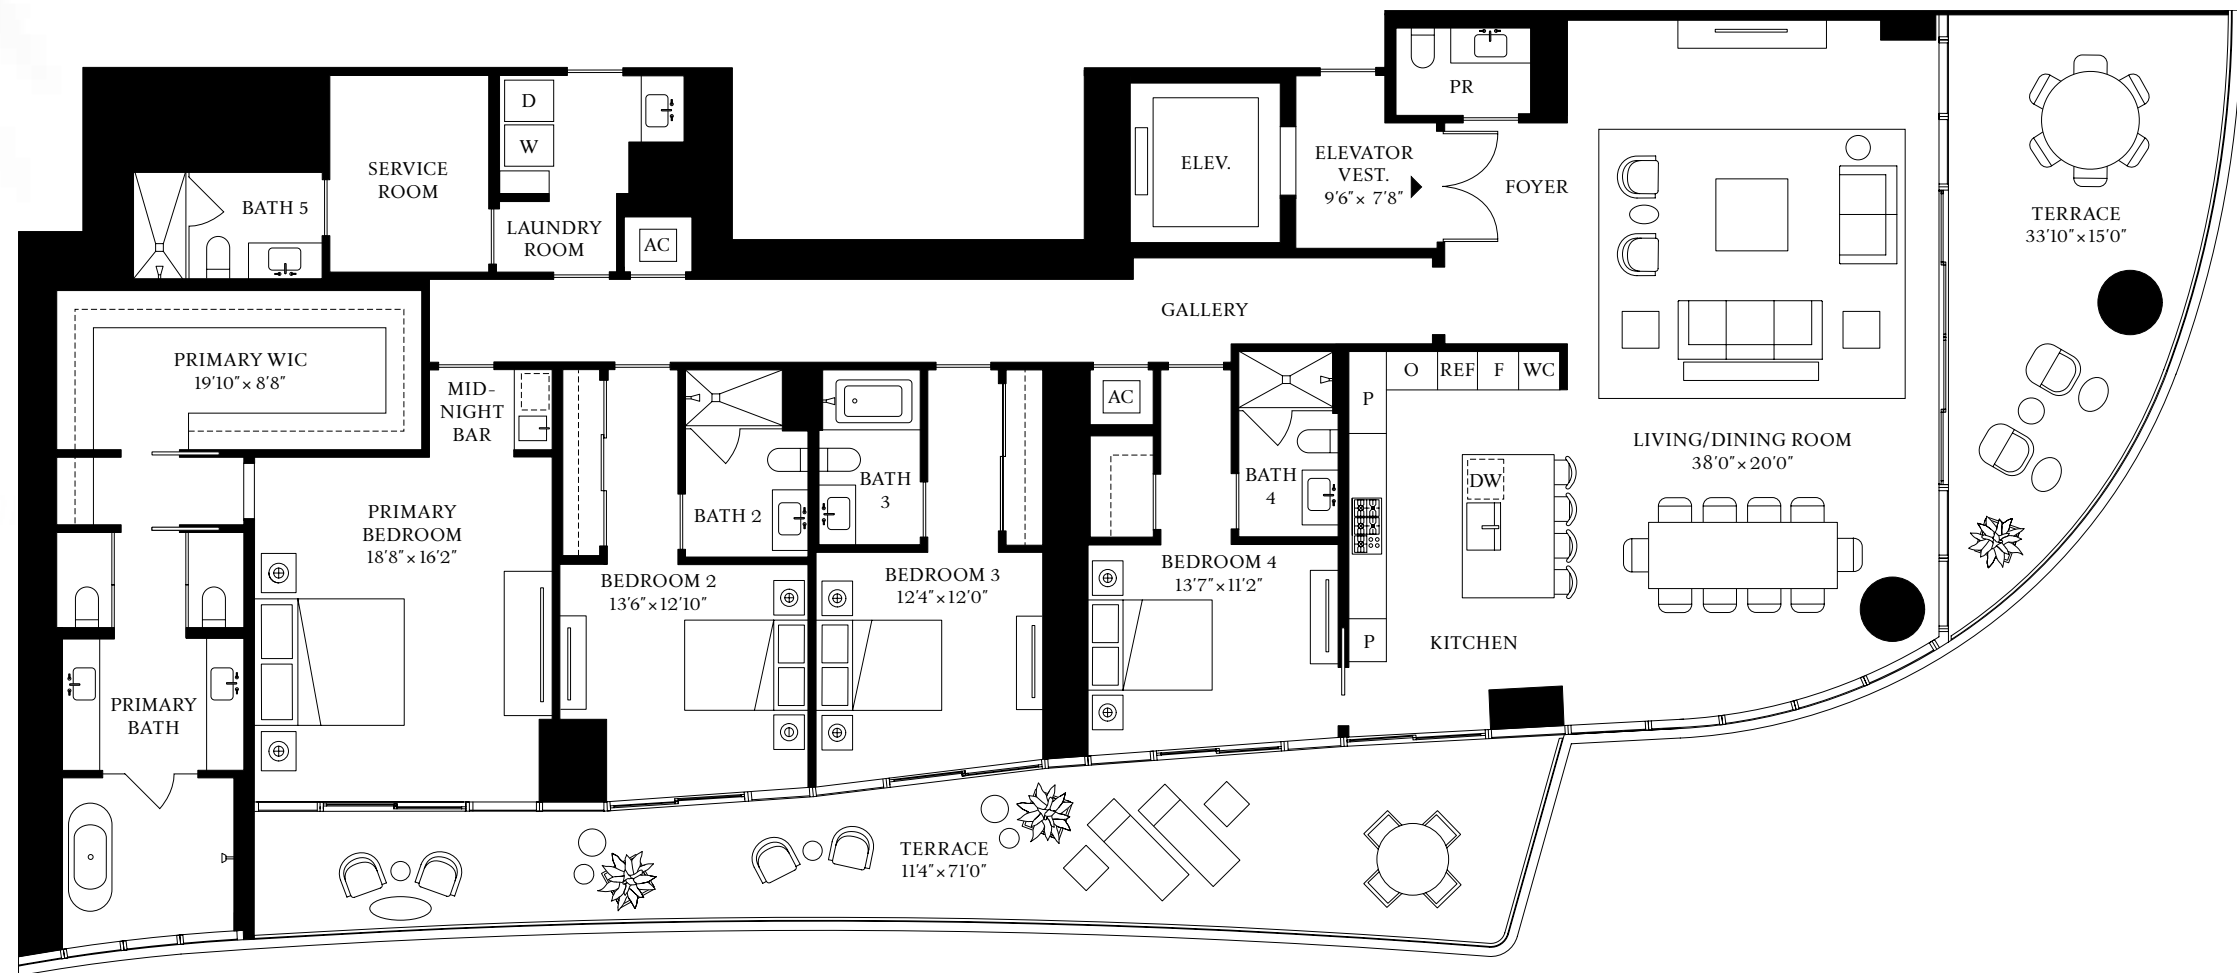 PR
D
W
SERVICE
ROOM
BATH 5
LAUNDRY
ROOM
AC
ELEV.
ELEVATOR
VEST.
9'6" × 7'8"
FOYER
TERRACE
33'10" × 15'0"
GALLERY
PRIMARY WIC
19'10" × 8'8"
MID-
NIGHT
BAR
AC
P
O
REF
F
WC
LIVING/DINING ROOM
38'0" × 20'0"
PRIMARY
BEDROOM
18'8" × 16'2"
BATH 2
BATH
3
BATH
4
DW
BEDROOM 2
13'6" × 12'10"
BEDROOM 3
12'4" × 12'0"
BEDROOM 4
13'7" × 11'2"
P
KITCHEN
PRIMARY
BATH
TERRACE
11'4" × 71'0"